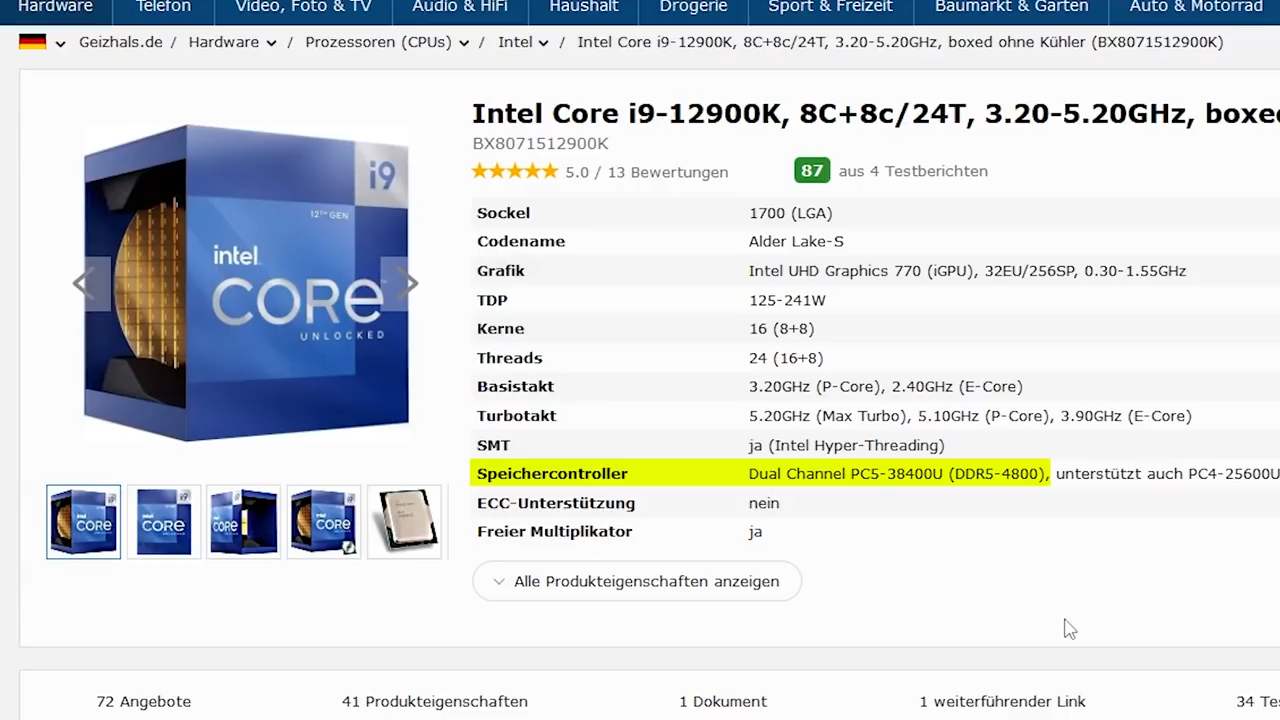 Hardware Telefon Video, Foto & TV Audio & HiFi Haushalt Drogerie Sport & Freizeit Baumarkt & Garten Auto & Motorrad
Geizhals.de / Hardware / Prozessoren (CPUs) / Intel / Intel Core i9-12900K, 8C+8c/24T, 3.20-5.20GHz, boxed ohne Kühler (BX8071512900K)
Intel Core i9-12900K, 8C+8c/24T, 3.20-5.20GHz, boxe
BX8071512900K
5.0 / 13 Bewertungen 87 aus 4 Testberichten
i9
12TH GEN
intel
CORE
UNLOCKED
Sockel 1700 (LGA)
Codename Alder Lake-S
Grafik Intel UHD Graphics 770 (iGPU), 32EU/256SP, 0.30-1.55GHz
TDP 125-241W
Kerne 16 (8+8)
Threads 24 (16+8)
Basistakt 3.20GHz (P-Core), 2.40GHz (E-Core)
Turbotakt 5.20GHz (Max Turbo), 5.10GHz (P-Core), 3.90GHz (E-Core)
SMT ja (Intel Hyper-Threading)
Speichercontroller Dual Channel PC5-38400U (DDR5-4800), unterstützt auch PC4-25600U
ECC-Unterstützung nein
Freier Multiplikator ja
CORE CORE CORE CORE
Alle Produkteigenschaften anzeigen
72 Angebote 41 Produkteigenschaften 1 Dokument 1 weiterführender Link 34 Te